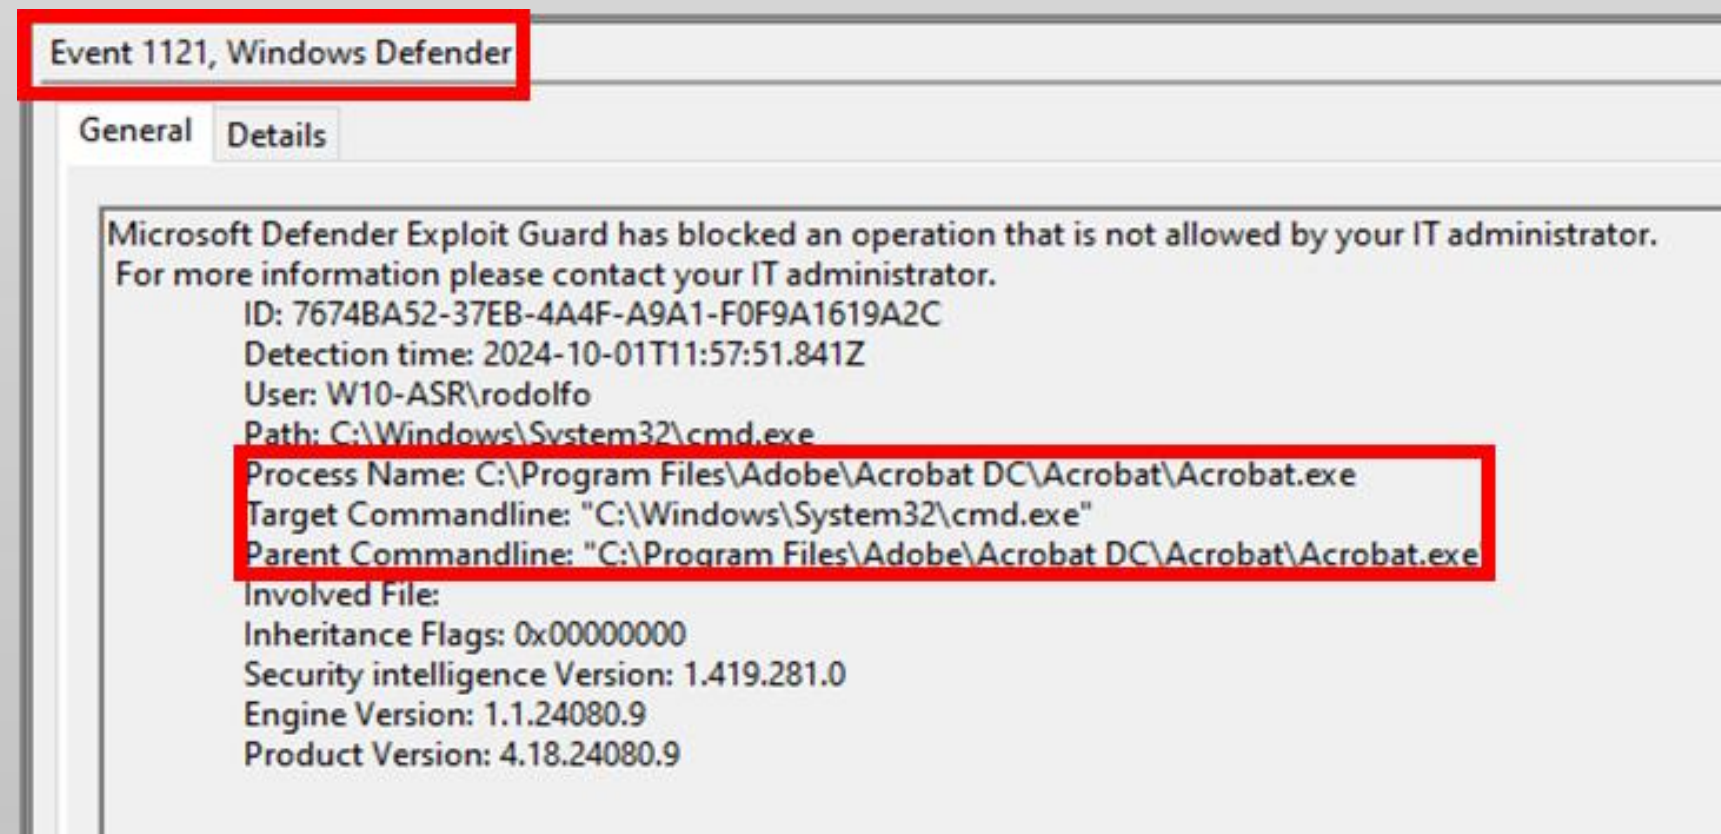 Event 1121, Windows Defender
General
Details
Microsoft Defender Exploit Guard has blocked an operation that is not allowed by your IT administrator.
For more information please contact your IT administrator.
ID: 7674BA52-37EB-4A4F-A9A1-F0F9A1619A2C
Detection time: 2024-10-01T11:57:51.841Z
User: W10-ASR\rodolfo
Path: C:\Windows\System32\cmd.exe
Process Name: C:\Program Files\Adobe\Acrobat DC\Acrobat\Acrobat.exe
Target Commandline: "C:\Windows\System32\cmd.exe"
Parent Commandline: "C:\Program Files\Adobe\Acrobat DC\Acrobat\Acrobat.exe
Involved File:
Inheritance Flags: 0x00000000
Security intelligence Version: 1.419.281.0
Engine Version: 1.1.24080.9
Product Version: 4.18.24080.9